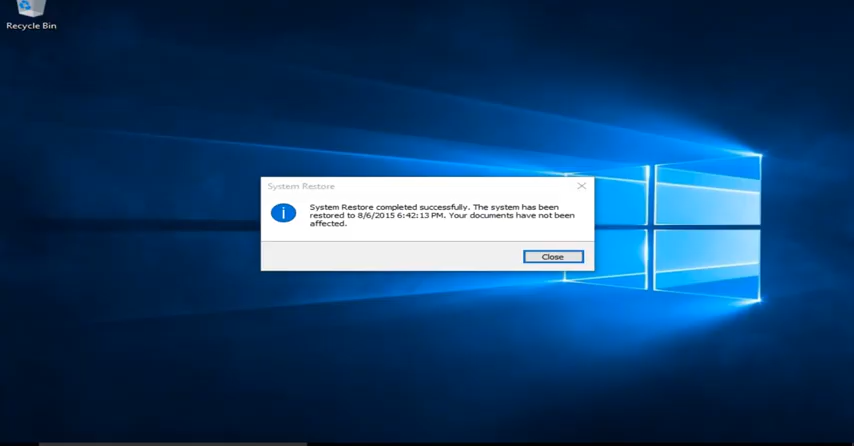 Recycle Bin
System Restore
System Restore completed successfully. The system has been
restored to 8/6/2015 6:42:13 PM. Your documents have not been
affected.
Close